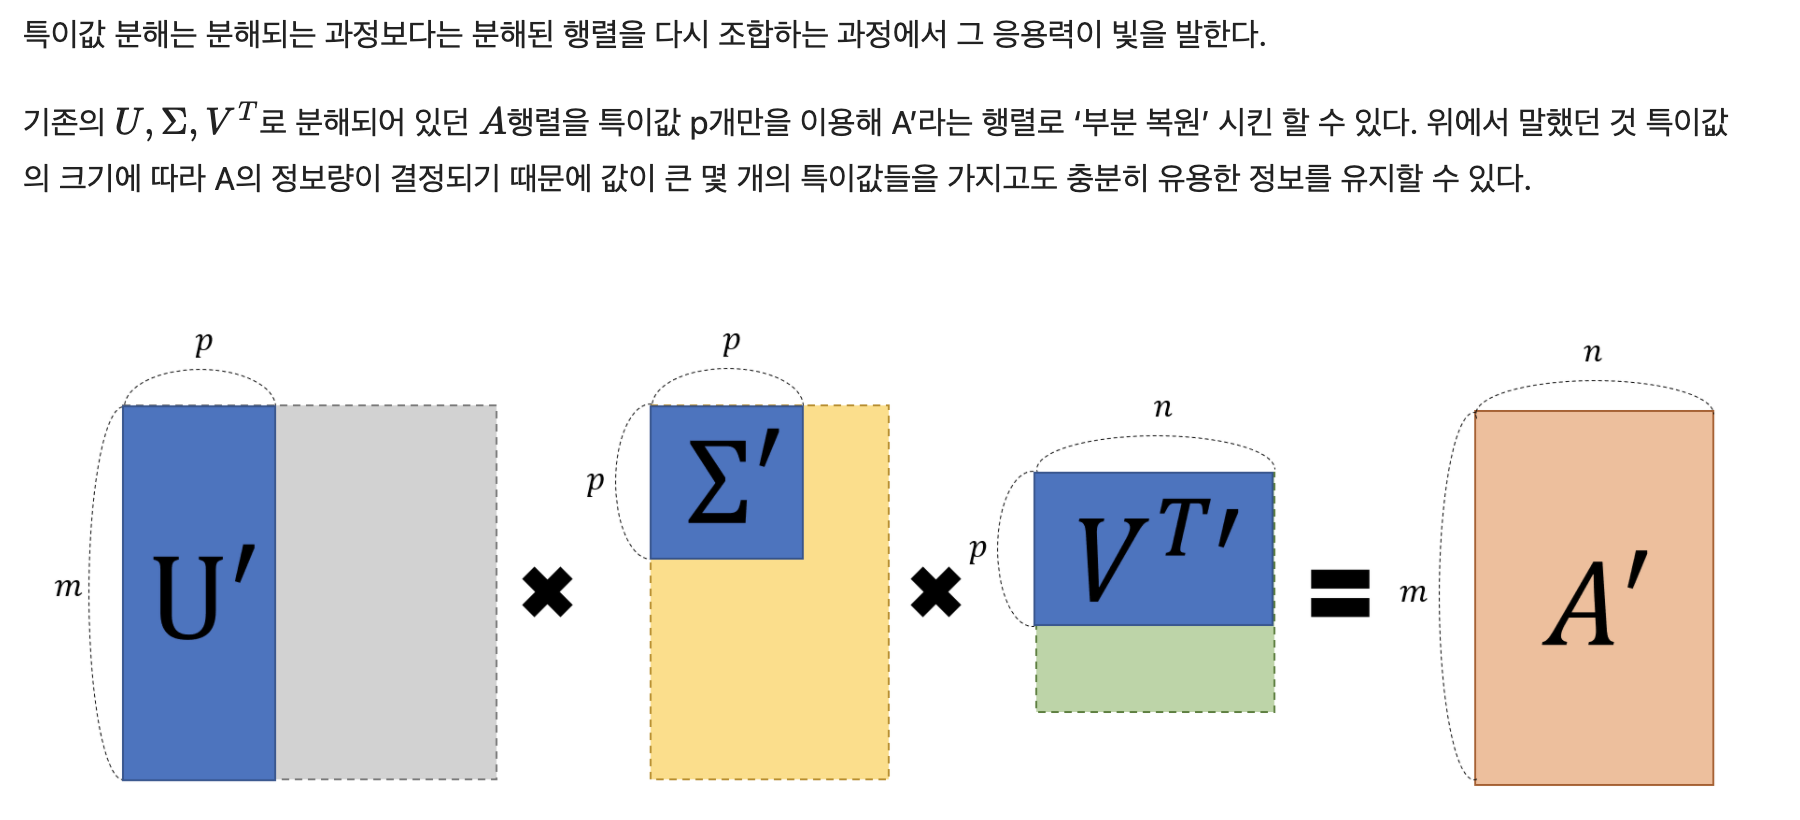 특이값 분해는 분해되는 과정보다는 분해된 행렬을 다시 조합하는 과정에서 그 응용력이 빛을 발한다.
기존의 U, Σ, V^T로 분해되어 있던 A행렬을 특이값 p개만을 이용해 A'라는 행렬로 ‘부분 복원’ 시킨 할 수 있다. 위에서 말했던 것 특이값
의 크기에 따라 A의 정보량이 결정되기 때문에 값이 큰 몇 개의 특이값들을 가지고도 충분히 유용한 정보를 유지할 수 있다.
p
p
n
n
m
U′
✖
p
Σ′
✖
p
V^T′
=
m
A′